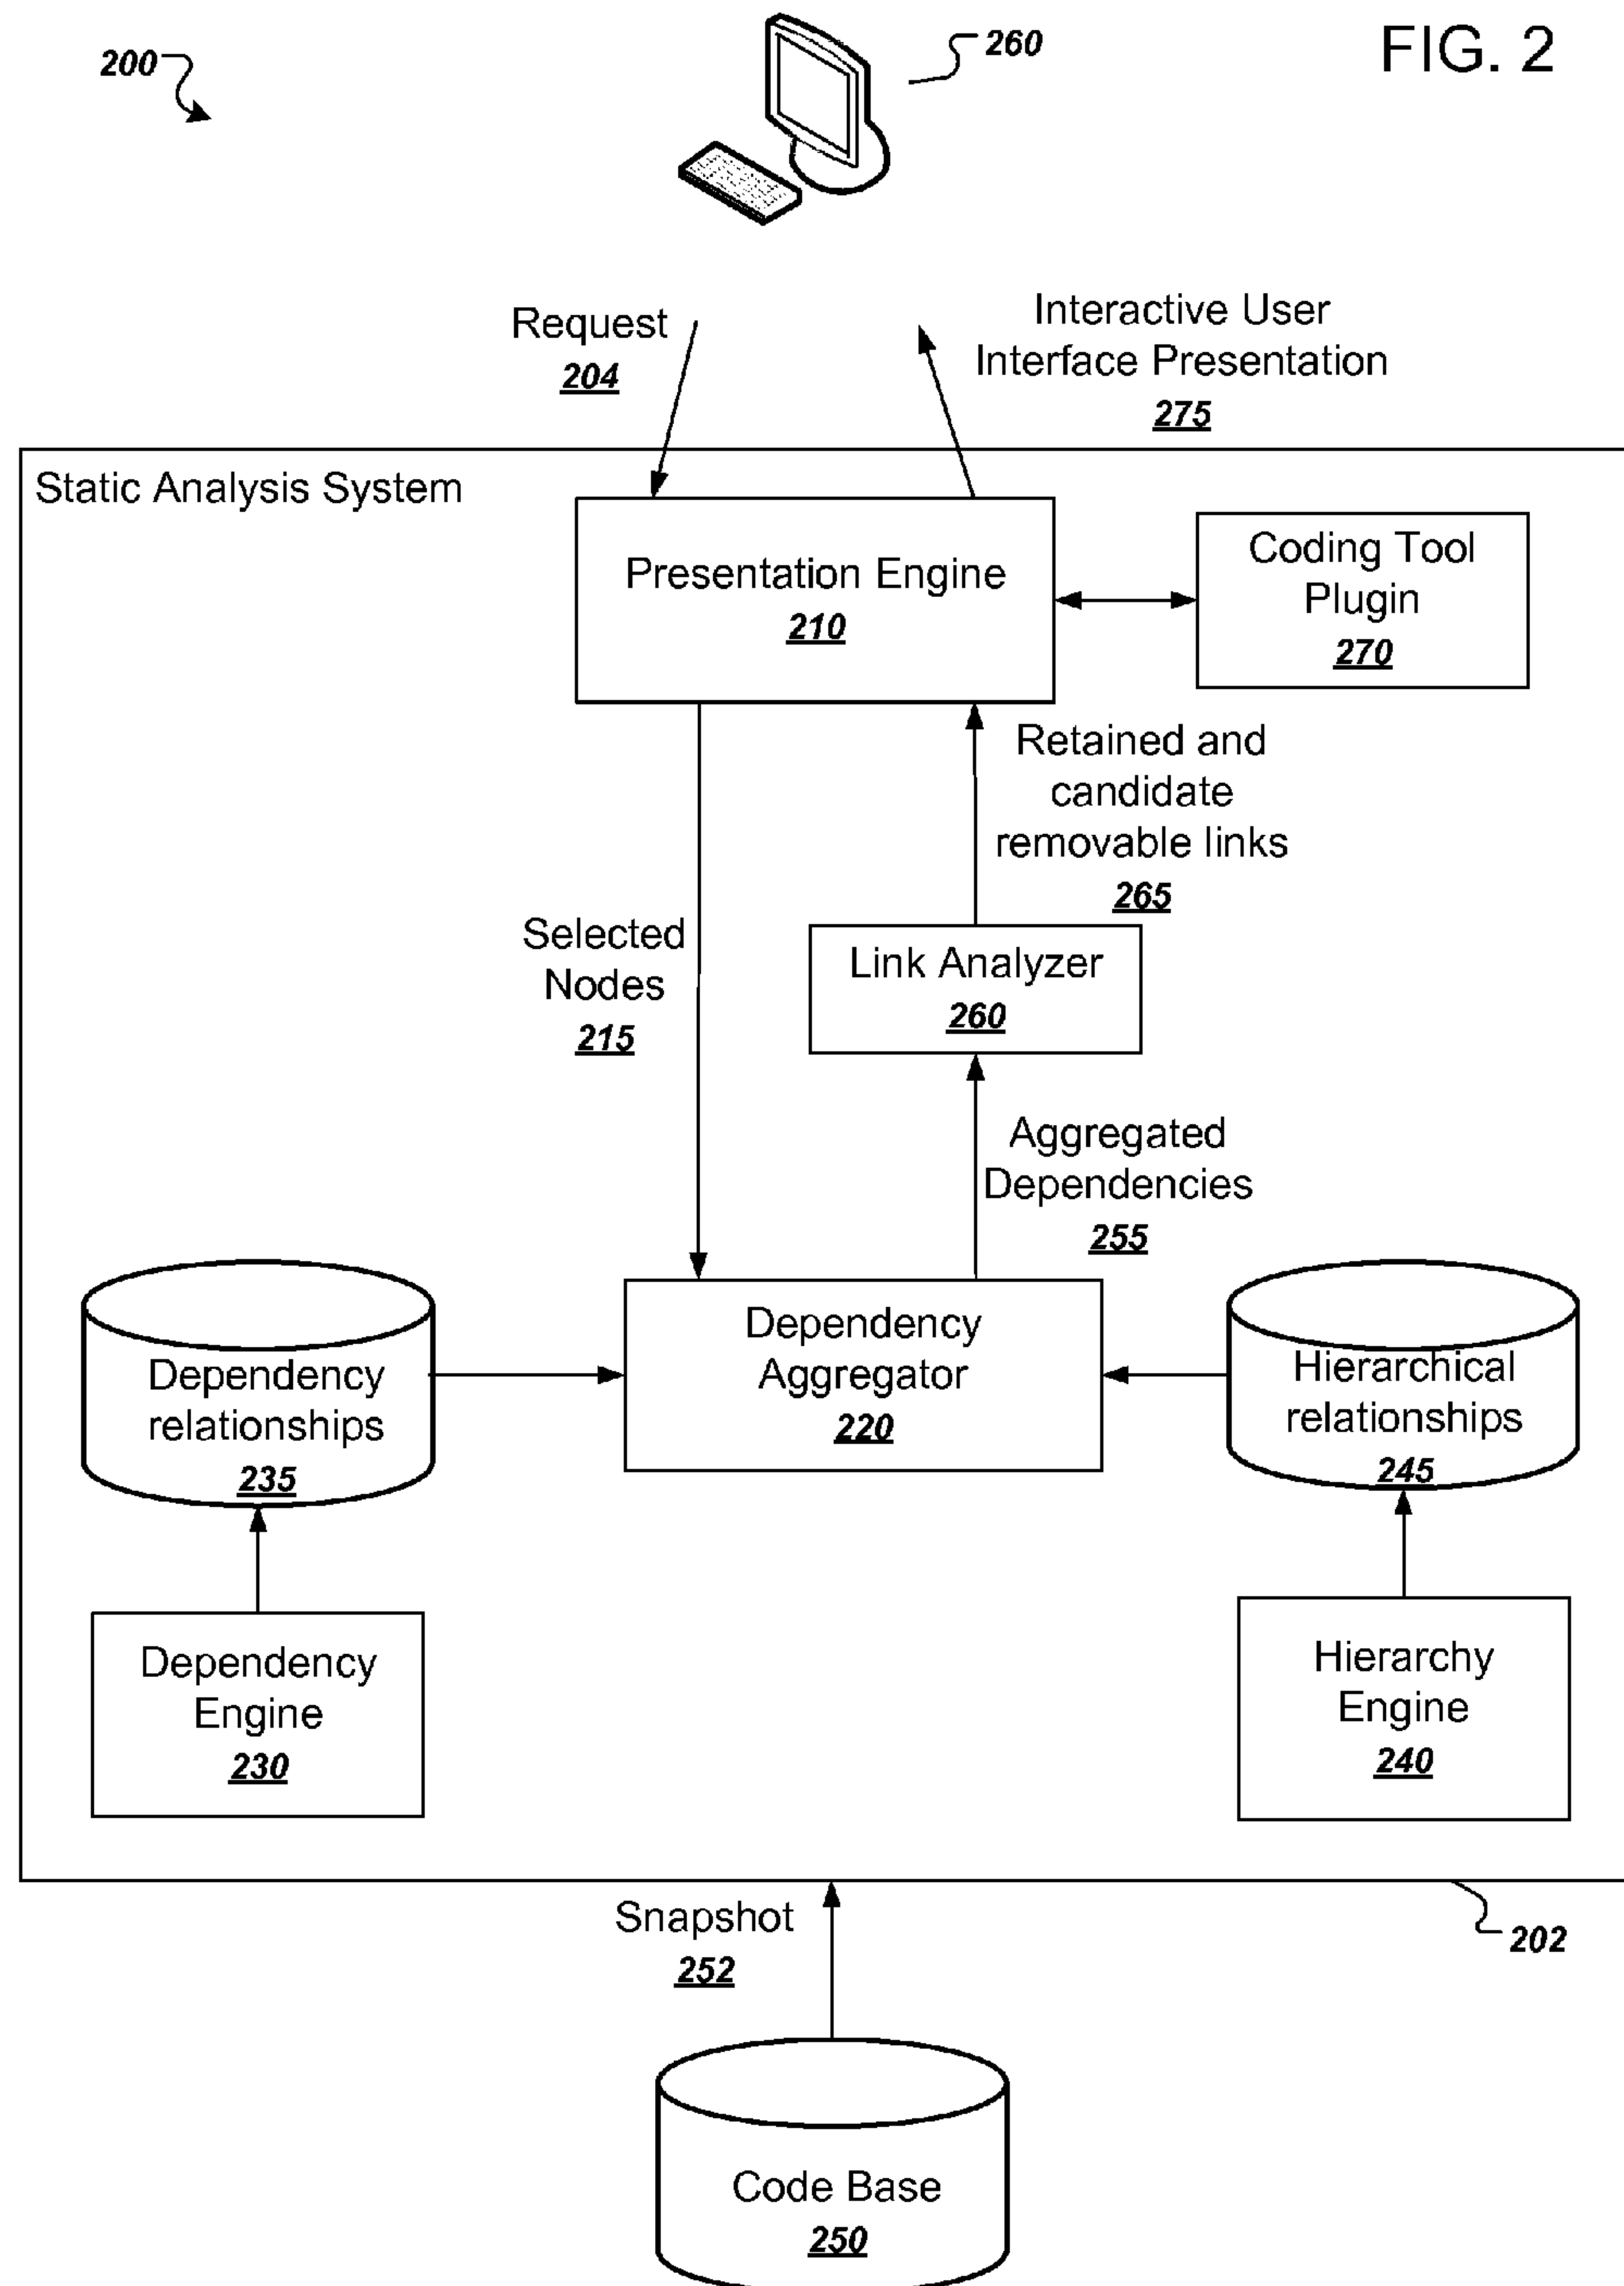 FIG. 2
200
260
Request
204
Interactive User
Interface Presentation
275
Static Analysis System
Presentation Engine
210
Coding Tool
Plugin
270
Retained and
candidate
removable links
265
Selected
Nodes
215
Link Analyzer
260
Aggregated
Dependencies
255
Dependency
relationships
235
Dependency
Aggregator
220
Hierarchical
relationships
245
Dependency
Engine
230
Hierarchy
Engine
240
Snapshot
252
202
Code Base
250